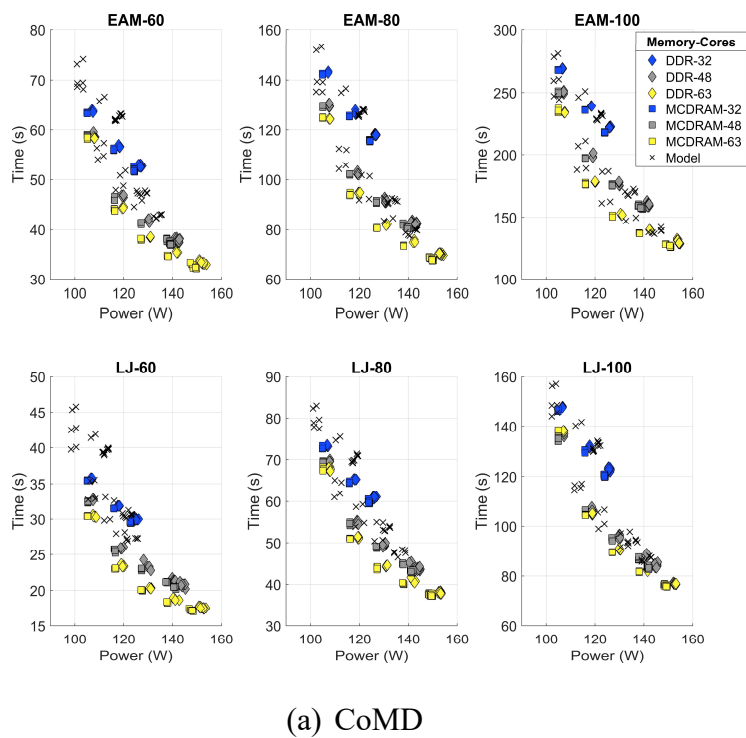 EAM-60
EAM-80
EAM-100
80
70
60
50
40
30
Time (s)
100
120
140
160
Power (W)
160
140
120
100
80
60
Time (s)
100
120
140
160
Power (W)
300
250
200
150
100
Time (s)
100
120
140
160
Power (W)
Memory-Cores
DDR-32
DDR-48
DDR-63
MCDRAM-32
MCDRAM-48
MCDRAM-63
Model
LJ-60
LJ-80
LJ-100
50
45
40
35
30
25
20
15
Time (s)
100
120
140
160
Power (W)
90
80
70
60
50
40
30
Time (s)
100
120
140
160
Power (W)
160
140
120
100
80
60
Time (s)
100
120
140
160
Power (W)
(a) CoMD